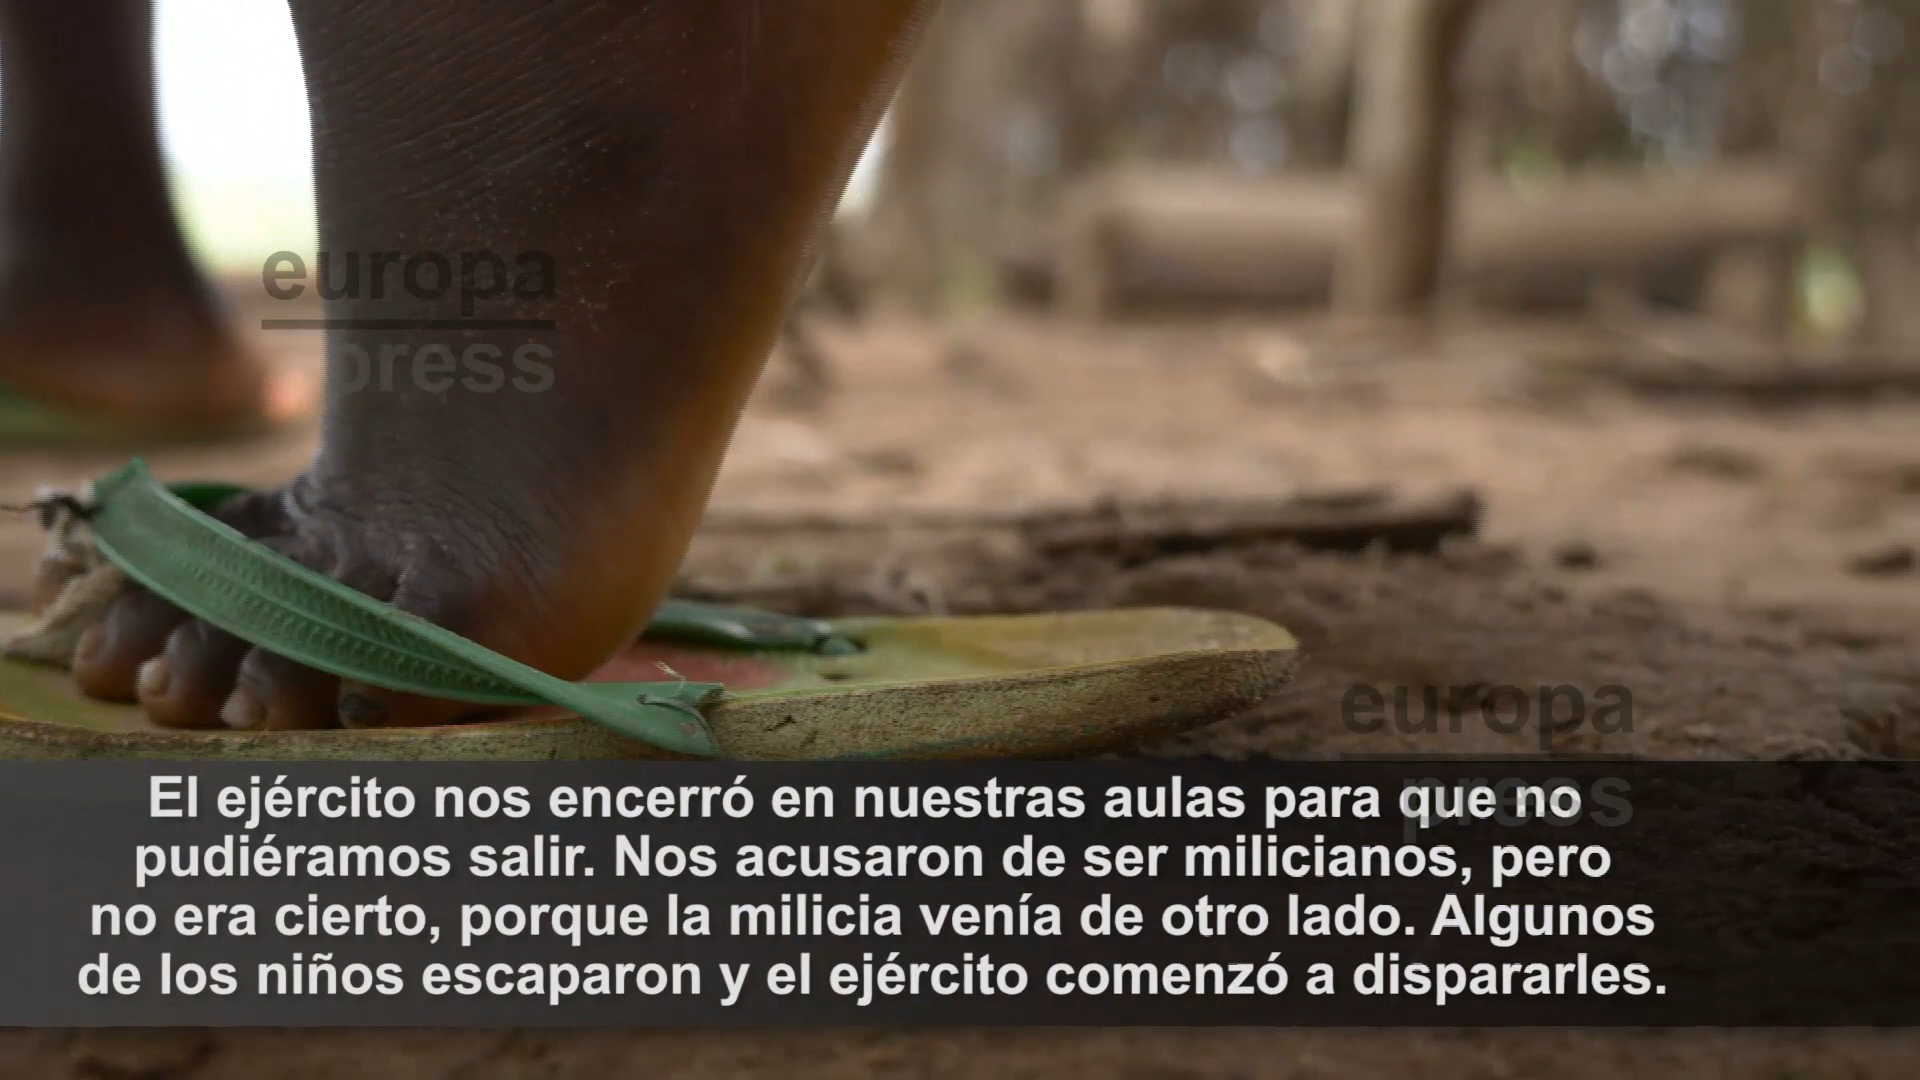 europa
press
europa
press
El ejército nos encerró en nuestras aulas para que no
pudiéramos salir. Nos acusaron de ser milicianos, pero
no era cierto, porque la milicia venía de otro lado. Algunos
de los niños escaparon y el ejército comenzó a dispararles.